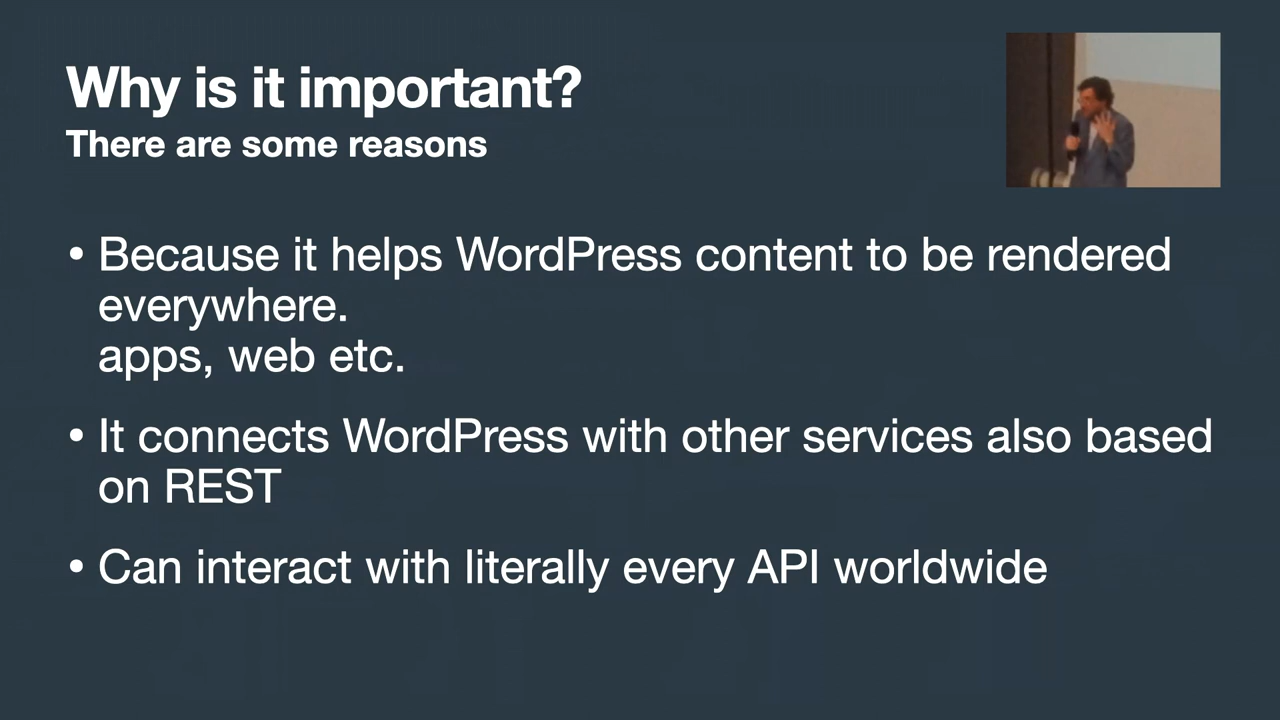 Why is it important?
There are some reasons
• Because it helps WordPress content to be rendered
everywhere.
apps, web etc.
• It connects WordPress with other services also based
on REST
• Can interact with literally every API worldwide